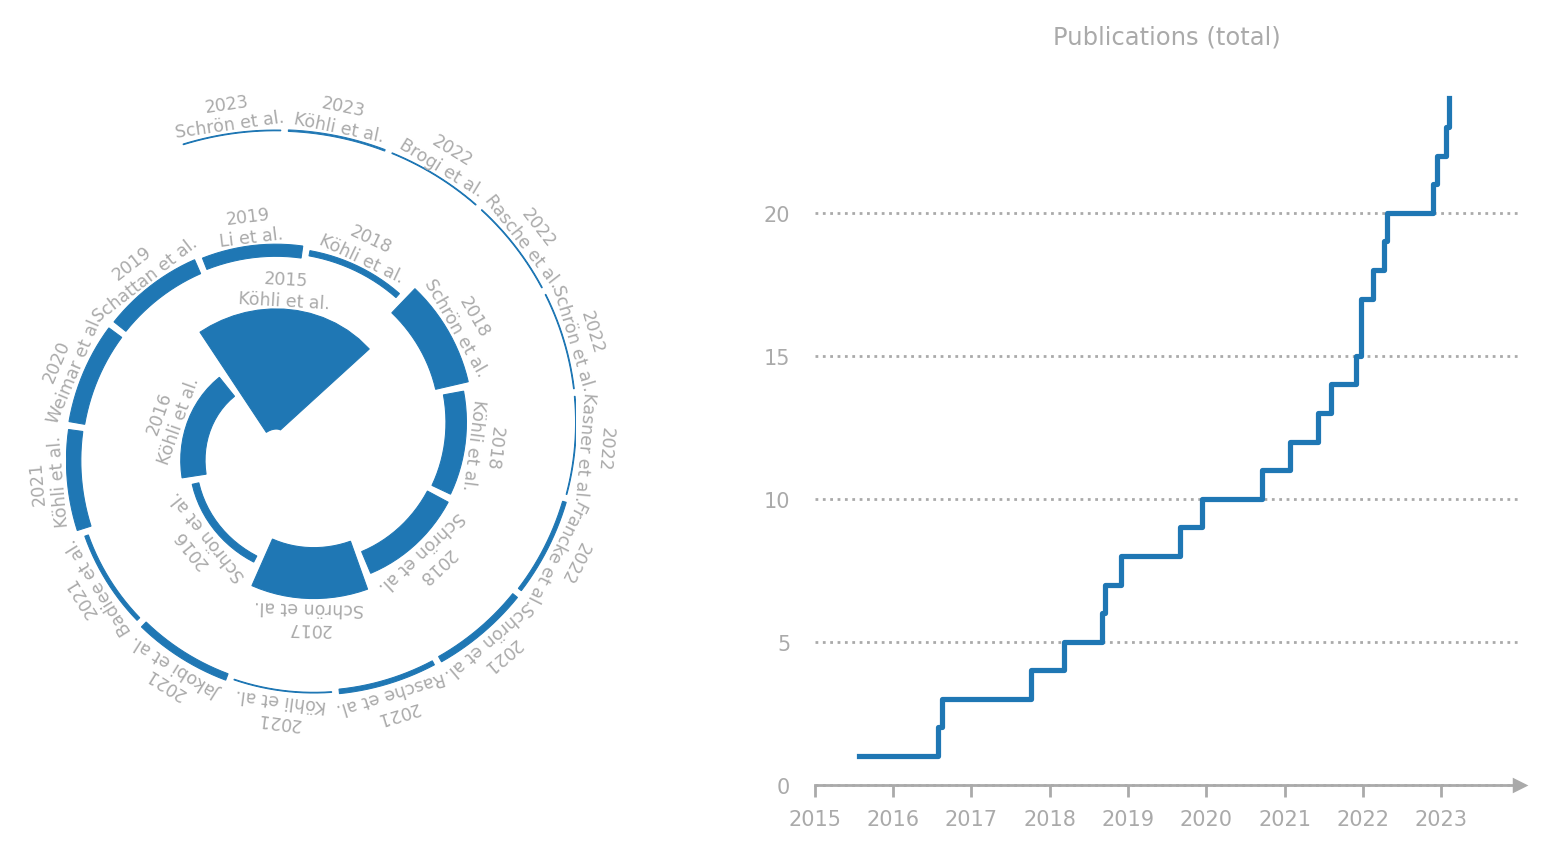 Publications (total)
2023
Schrön et al.
2023
Köhli et al.
2022
Brogi et al.
2022
Rasche et al.
2022
Schrön et al.
2022
Kasner et al.
2022
Francke et al.
2021
Schrön et al.
2021
Rasche et al.
2021
Köhli et al.
2021
Jakobi et al.
2021
Badiee et al.
2021
Köhli et al.
2020
Weimar et al.
2019
Schattan et al.
2019
Li et al.
2018
Köhli et al.
2018
Schrön et al.
2018
Köhli et al.
2018
Schrön et al.
2017
Schrön et al.
2016
Schrön et al.
2016
Köhli et al.
2015
Köhli et al.
20
15
10
5
0
2015 2016 2017 2018 2019 2020 2021 2022 2023